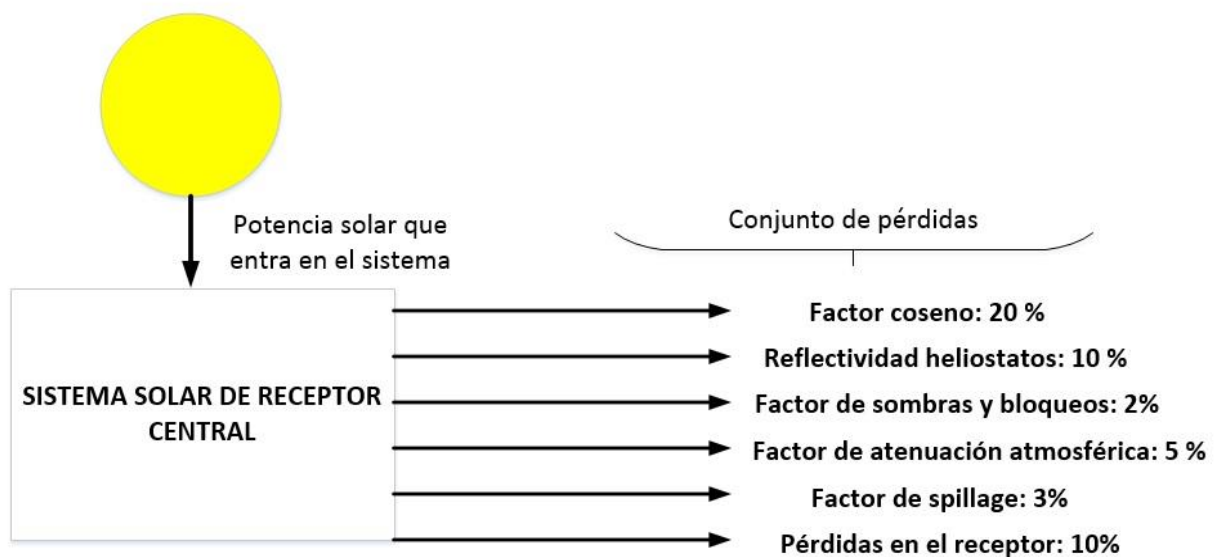 Potencia solar que
entra en el sistema
Conjunto de pérdidas
SISTEMA SOLAR DE RECEPTOR
CENTRAL
Factor coseno: 20 %
Reflectividad heliostatos: 10 %
Factor de sombras y bloqueos: 2%
Factor de atenuación atmosférica: 5 %
Factor de spillage: 3%
Pérdidas en el receptor: 10%